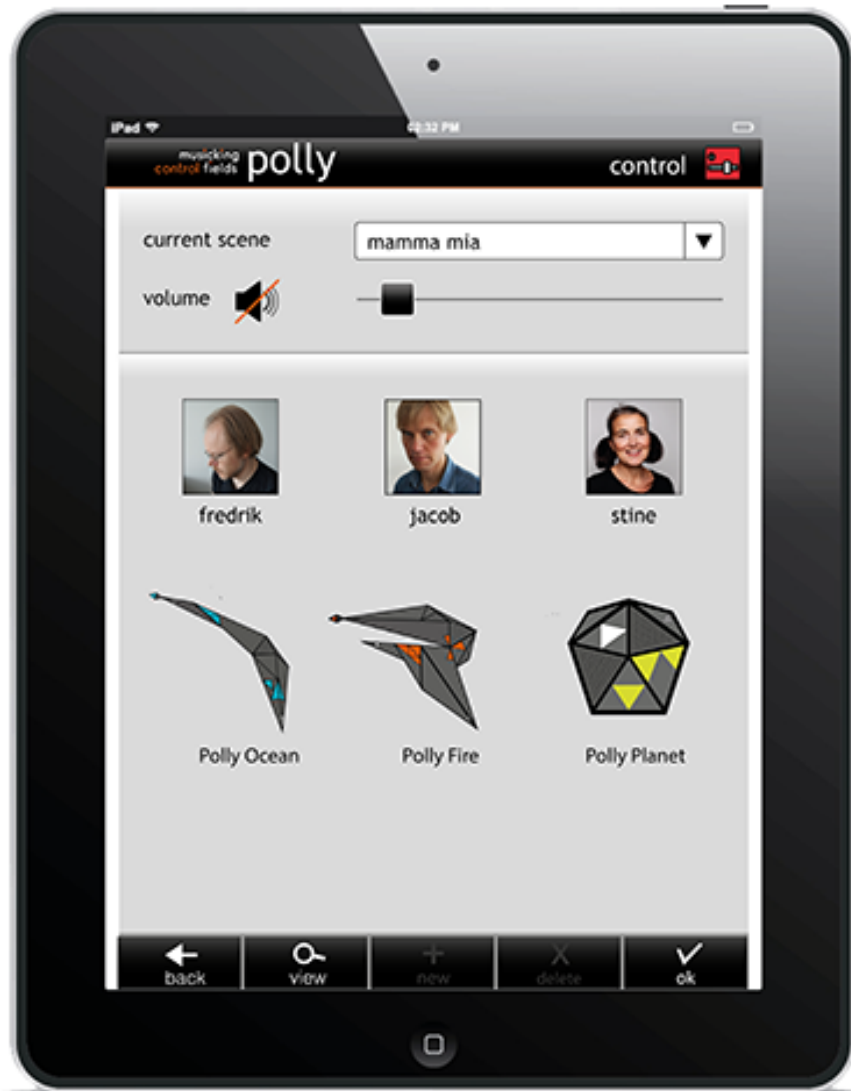 iPad 08:32 PM
musicking
control fields polly control
current scene mamma mia
volume
fredrik jacob stine
Polly Ocean Polly Fire Polly Planet
back view new delete ok